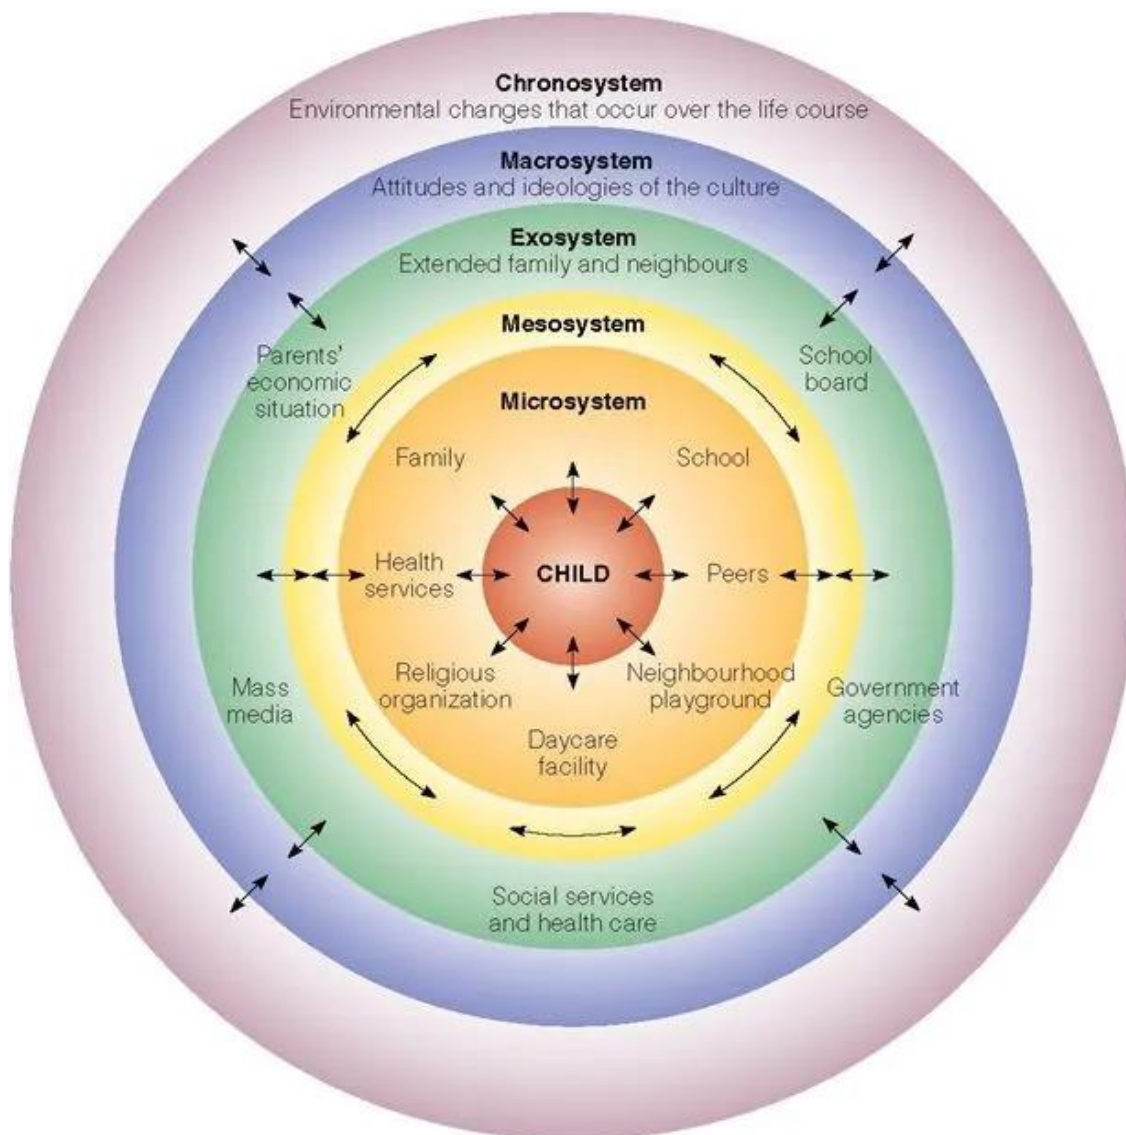 Chronosystem
Environmental changes that occur over the life course
Macrosystem
Attitudes and ideologies of the culture
Exosystem
Extended family and neighbours
Mesosystem
Parents’
economic
situation
School
board
Microsystem
Family
School
Health
services
CHILD
Peers
Religious
organization
Neighbourhood
playground
Mass
media
Government
agencies
Daycare
facility
Social services
and health care